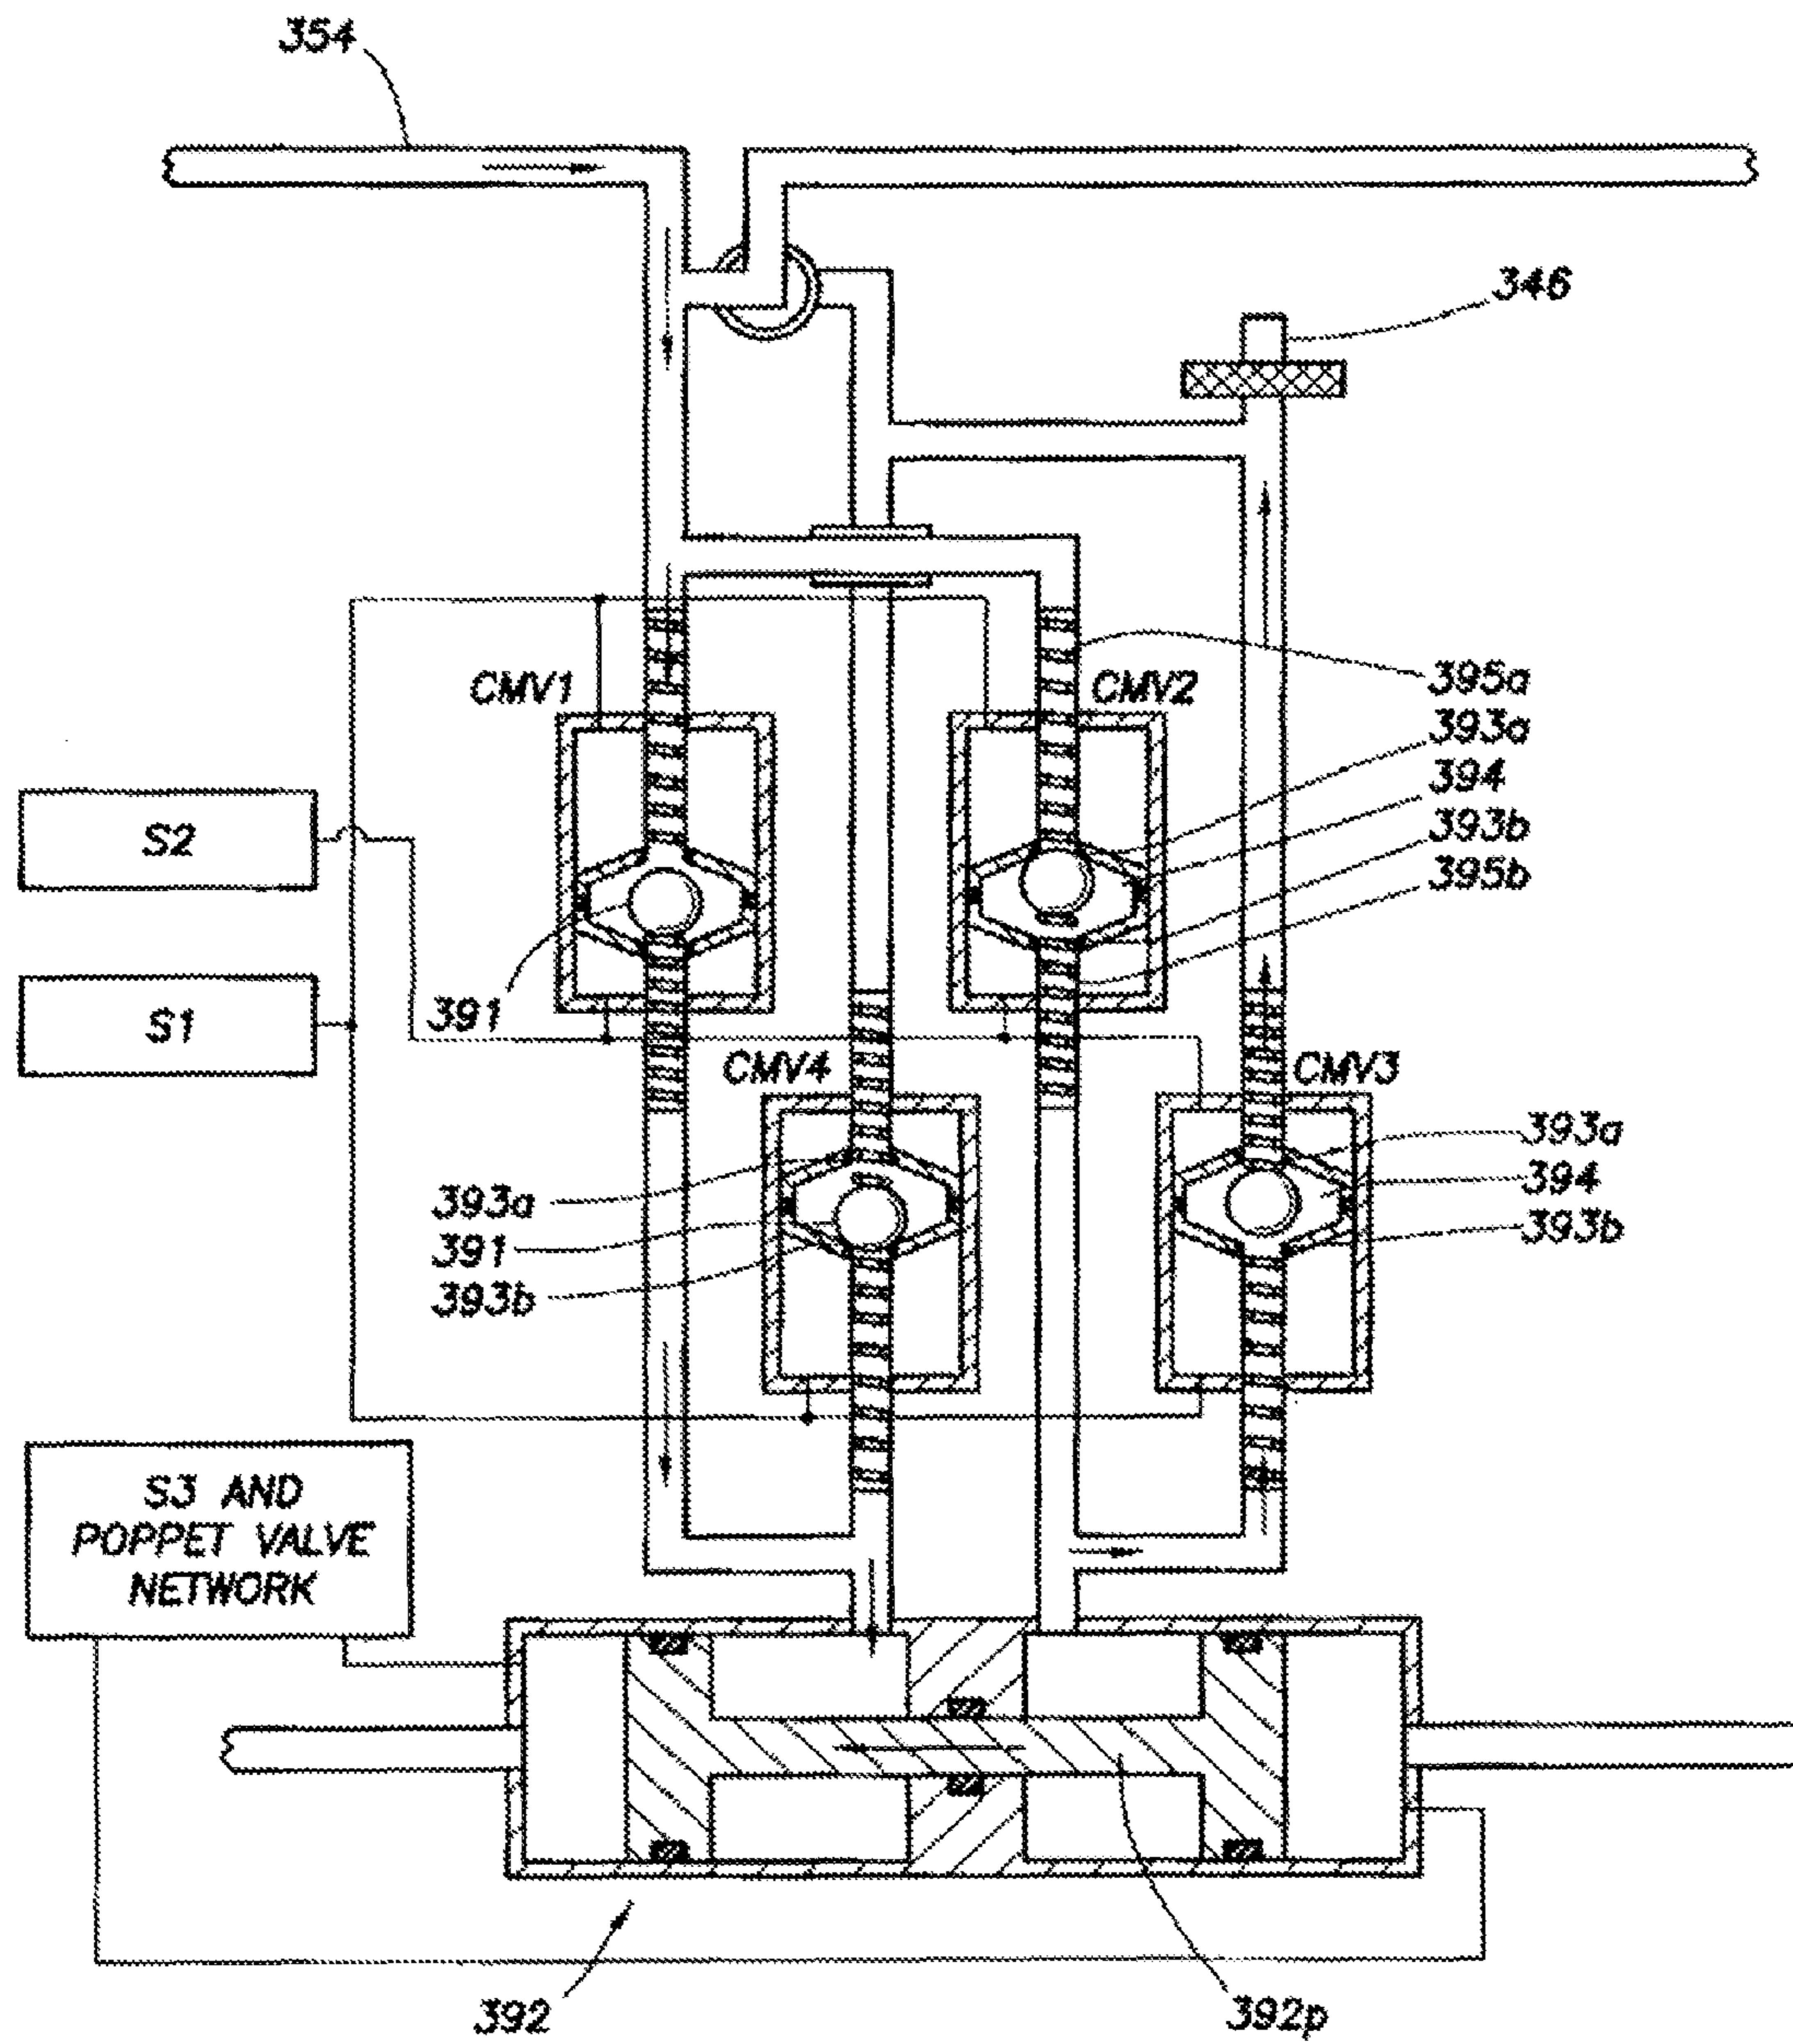 354
346
395a
CMV1
CMV2
393a
394
S2
393b
395b
391
S1
CMV4
CMV3
393a
393a
394
391
393b
393b
S3 AND
POPPET VALVE
NETWORK
392
392p